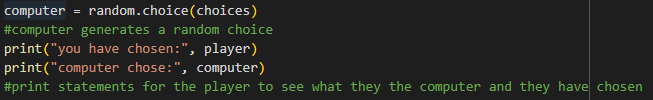 computer = random.choice(choices)
#computer generates a random choice
print("you have chosen:", player)
print("computer chose:", computer)
#print statements for the player to see what they the computer and they have chosen